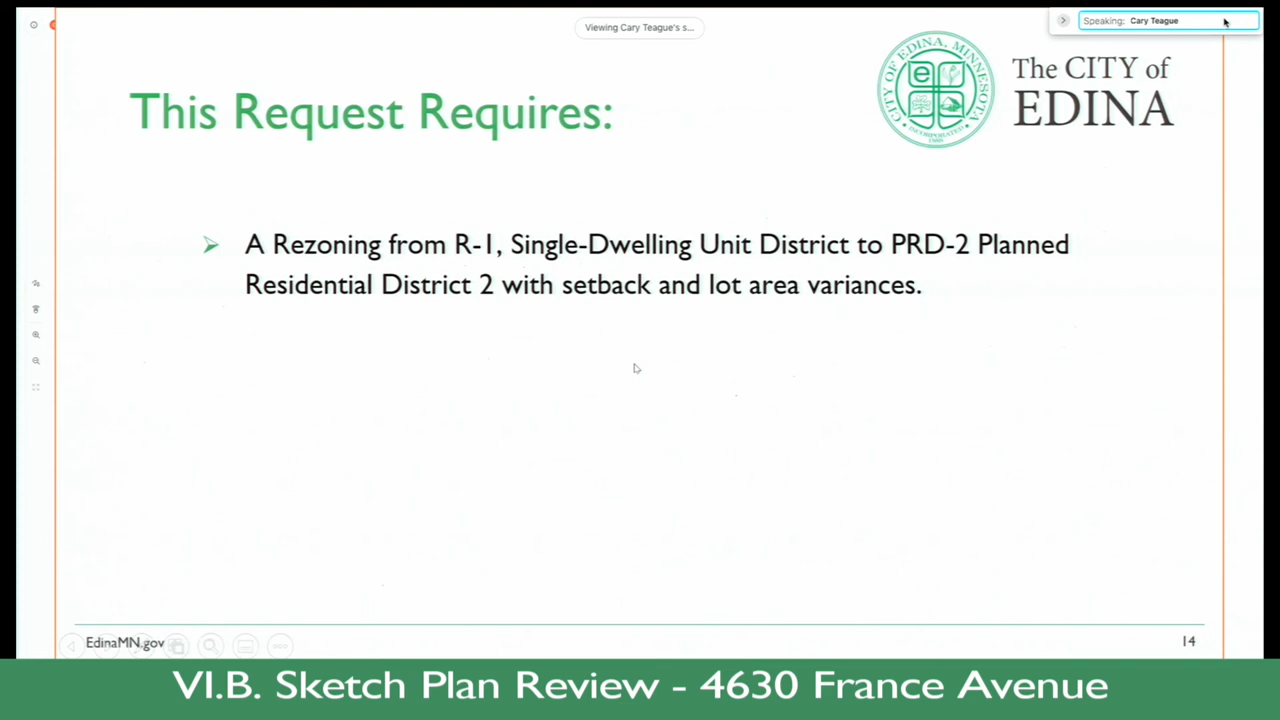 Viewing Cary Teague's s...
Speaking: Cary Teague
CITY OF EDINA, MINNESOTA
INCORPORATED
1888
e
The CITY of
EDINA
This Request Requires:
A Rezoning from R-1, Single-Dwelling Unit District to PRD-2 Planned
Residential District 2 with setback and lot area variances.
EdinaMN.gov
14
VI.B. Sketch Plan Review - 4630 France Avenue